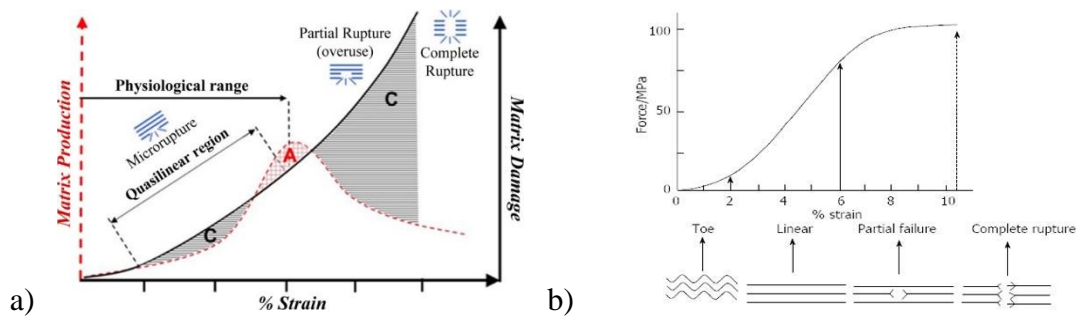 Matrix Production
Physiological range
Microrupture
Quasilinear region
C
A
Partial Rupture
(overuse)
C
Complete
Rupture
Matrix Damage
% Strain
a)
Force/MPa
100
50
0
0 2 4 6 8 10
% strain
Toe Linear Partial failure Complete rupture
b)